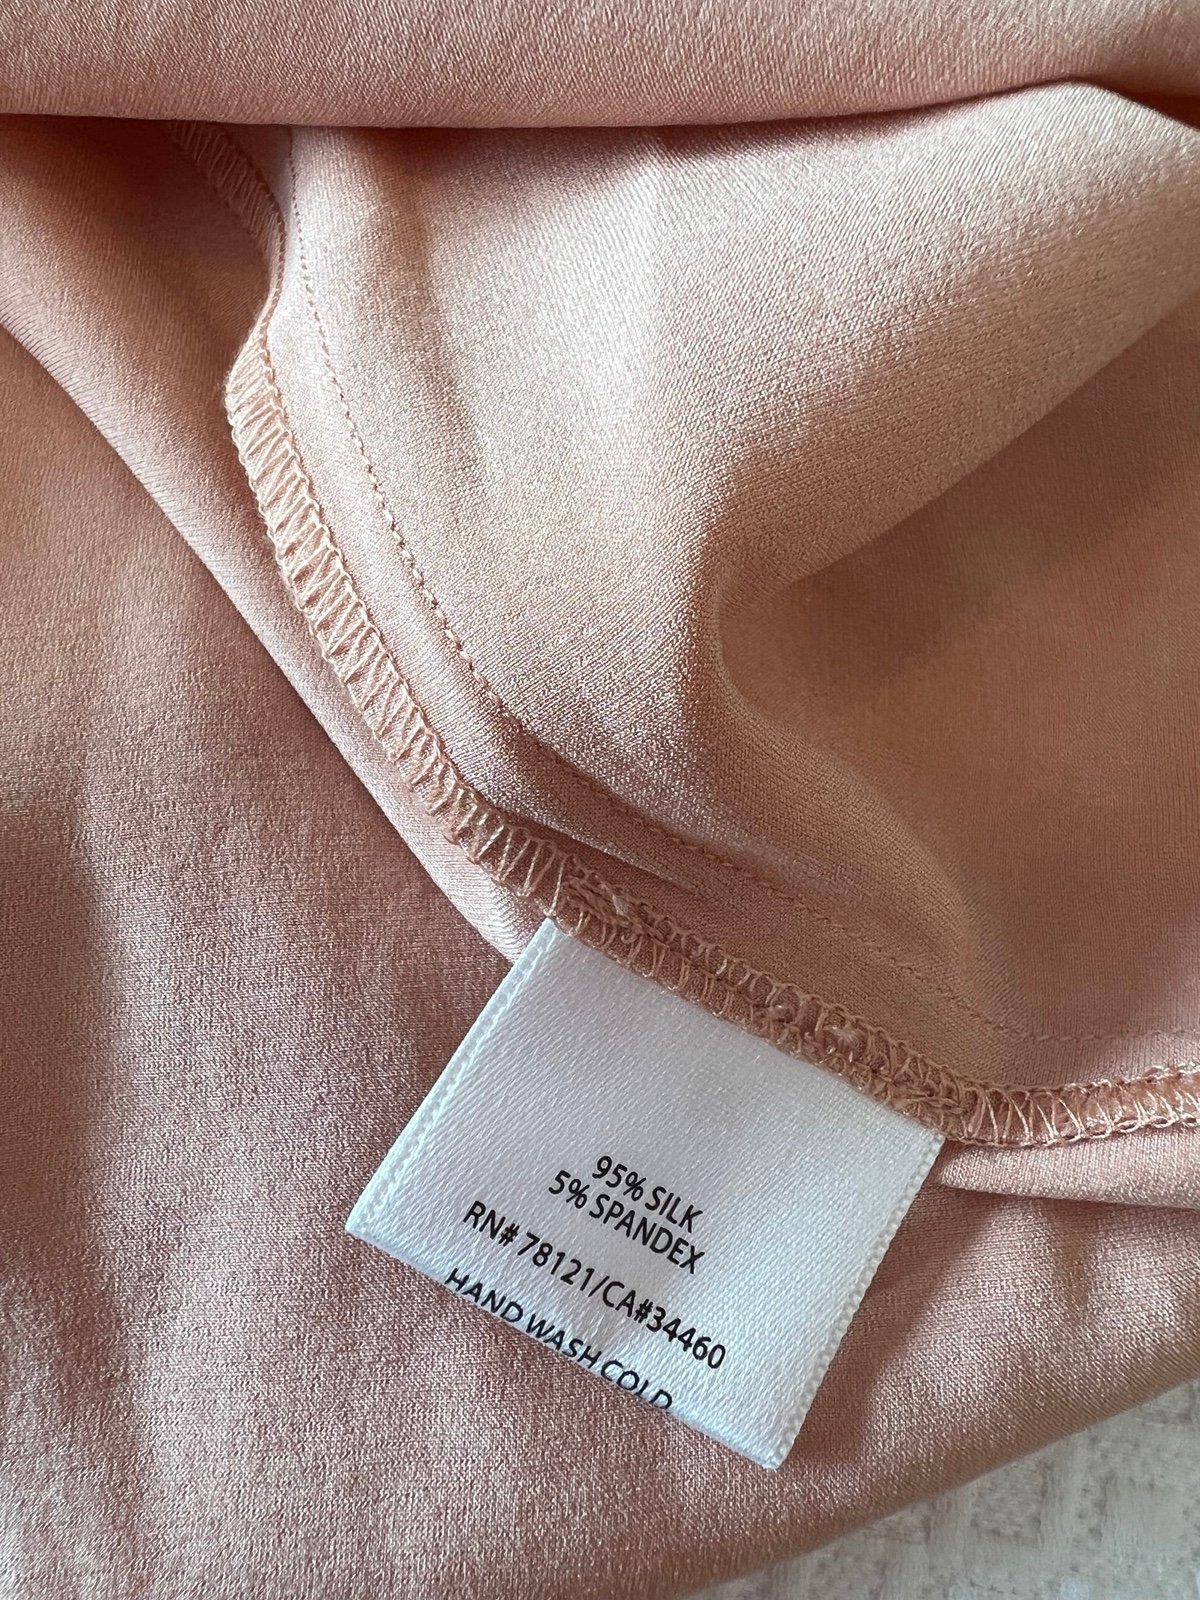 95% SILK
5% SPANDEX
RN# 78121/CA#34460
HAND WASH COLD